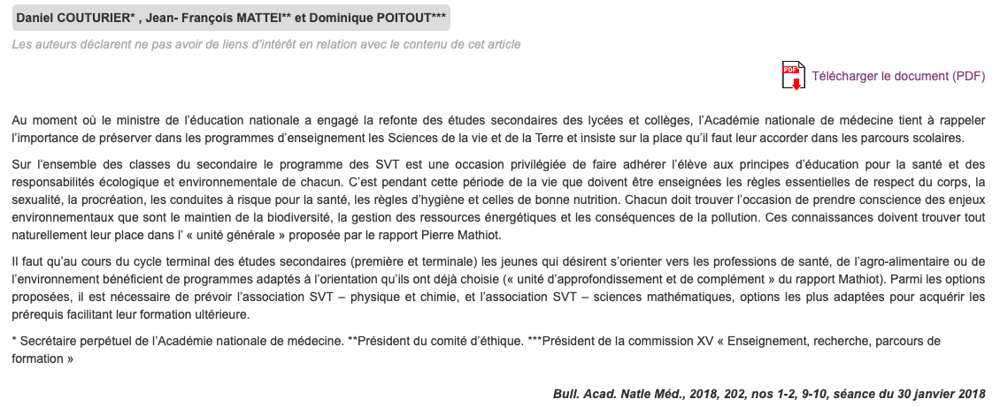 Daniel COUTURIER* , Jean- François MATTEI** et Dominique POITOUT***
Les auteurs déclarent ne pas avoir de liens d’intérêt en relation avec le contenu de cet article
PDF
Télécharger le document (PDF)
Au moment où le ministre de l’éducation nationale a engagé la refonte des études secondaires des lycées et collèges, l’Académie nationale de médecine tient à rappeler
l’importance de préserver dans les programmes d’enseignement les Sciences de la vie et de la Terre et insiste sur la place qu’il faut leur accorder dans les parcours scolaires.
Sur l’ensemble des classes du secondaire le programme des SVT est une occasion privilégiée de faire adhérer l’élève aux principes d’éducation pour la santé et des
responsabilités écologique et environnementale de chacun. C’est pendant cette période de la vie que doivent être enseignées les règles essentielles de respect du corps, la
sexualité, la procréation, les conduites à risque pour la santé, les règles d’hygiène et celles de bonne nutrition. Chacun doit trouver l’occasion de prendre conscience des enjeux
environnementaux que sont le maintien de la biodiversité, la gestion des ressources énergétiques et les conséquences de la pollution. Ces connaissances doivent trouver tout
naturellement leur place dans l’ « unité générale » proposée par le rapport Pierre Mathiot.
Il faut qu’au cours du cycle terminal des études secondaires (première et terminale) les jeunes qui désirent s’orienter vers les professions de santé, de l’agro-alimentaire ou de
l’environnement bénéficient de programmes adaptés à l’orientation qu’ils ont déjà choisie (« unité d’approfondissement et de complément » du rapport Mathiot). Parmi les options
proposées, il est nécessaire de prévoir l’association SVT – physique et chimie, et l’association SVT – sciences mathématiques, options les plus adaptées pour acquérir les
prérequis facilitant leur formation ultérieure.
* Secrétaire perpétuel de l’Académie nationale de médecine. **Président du comité d’éthique. ***Président de la commission XV « Enseignement, recherche, parcours de
formation »
Bull. Acad. Natle Méd., 2018, 202, nos 1-2, 9-10, séance du 30 janvier 2018